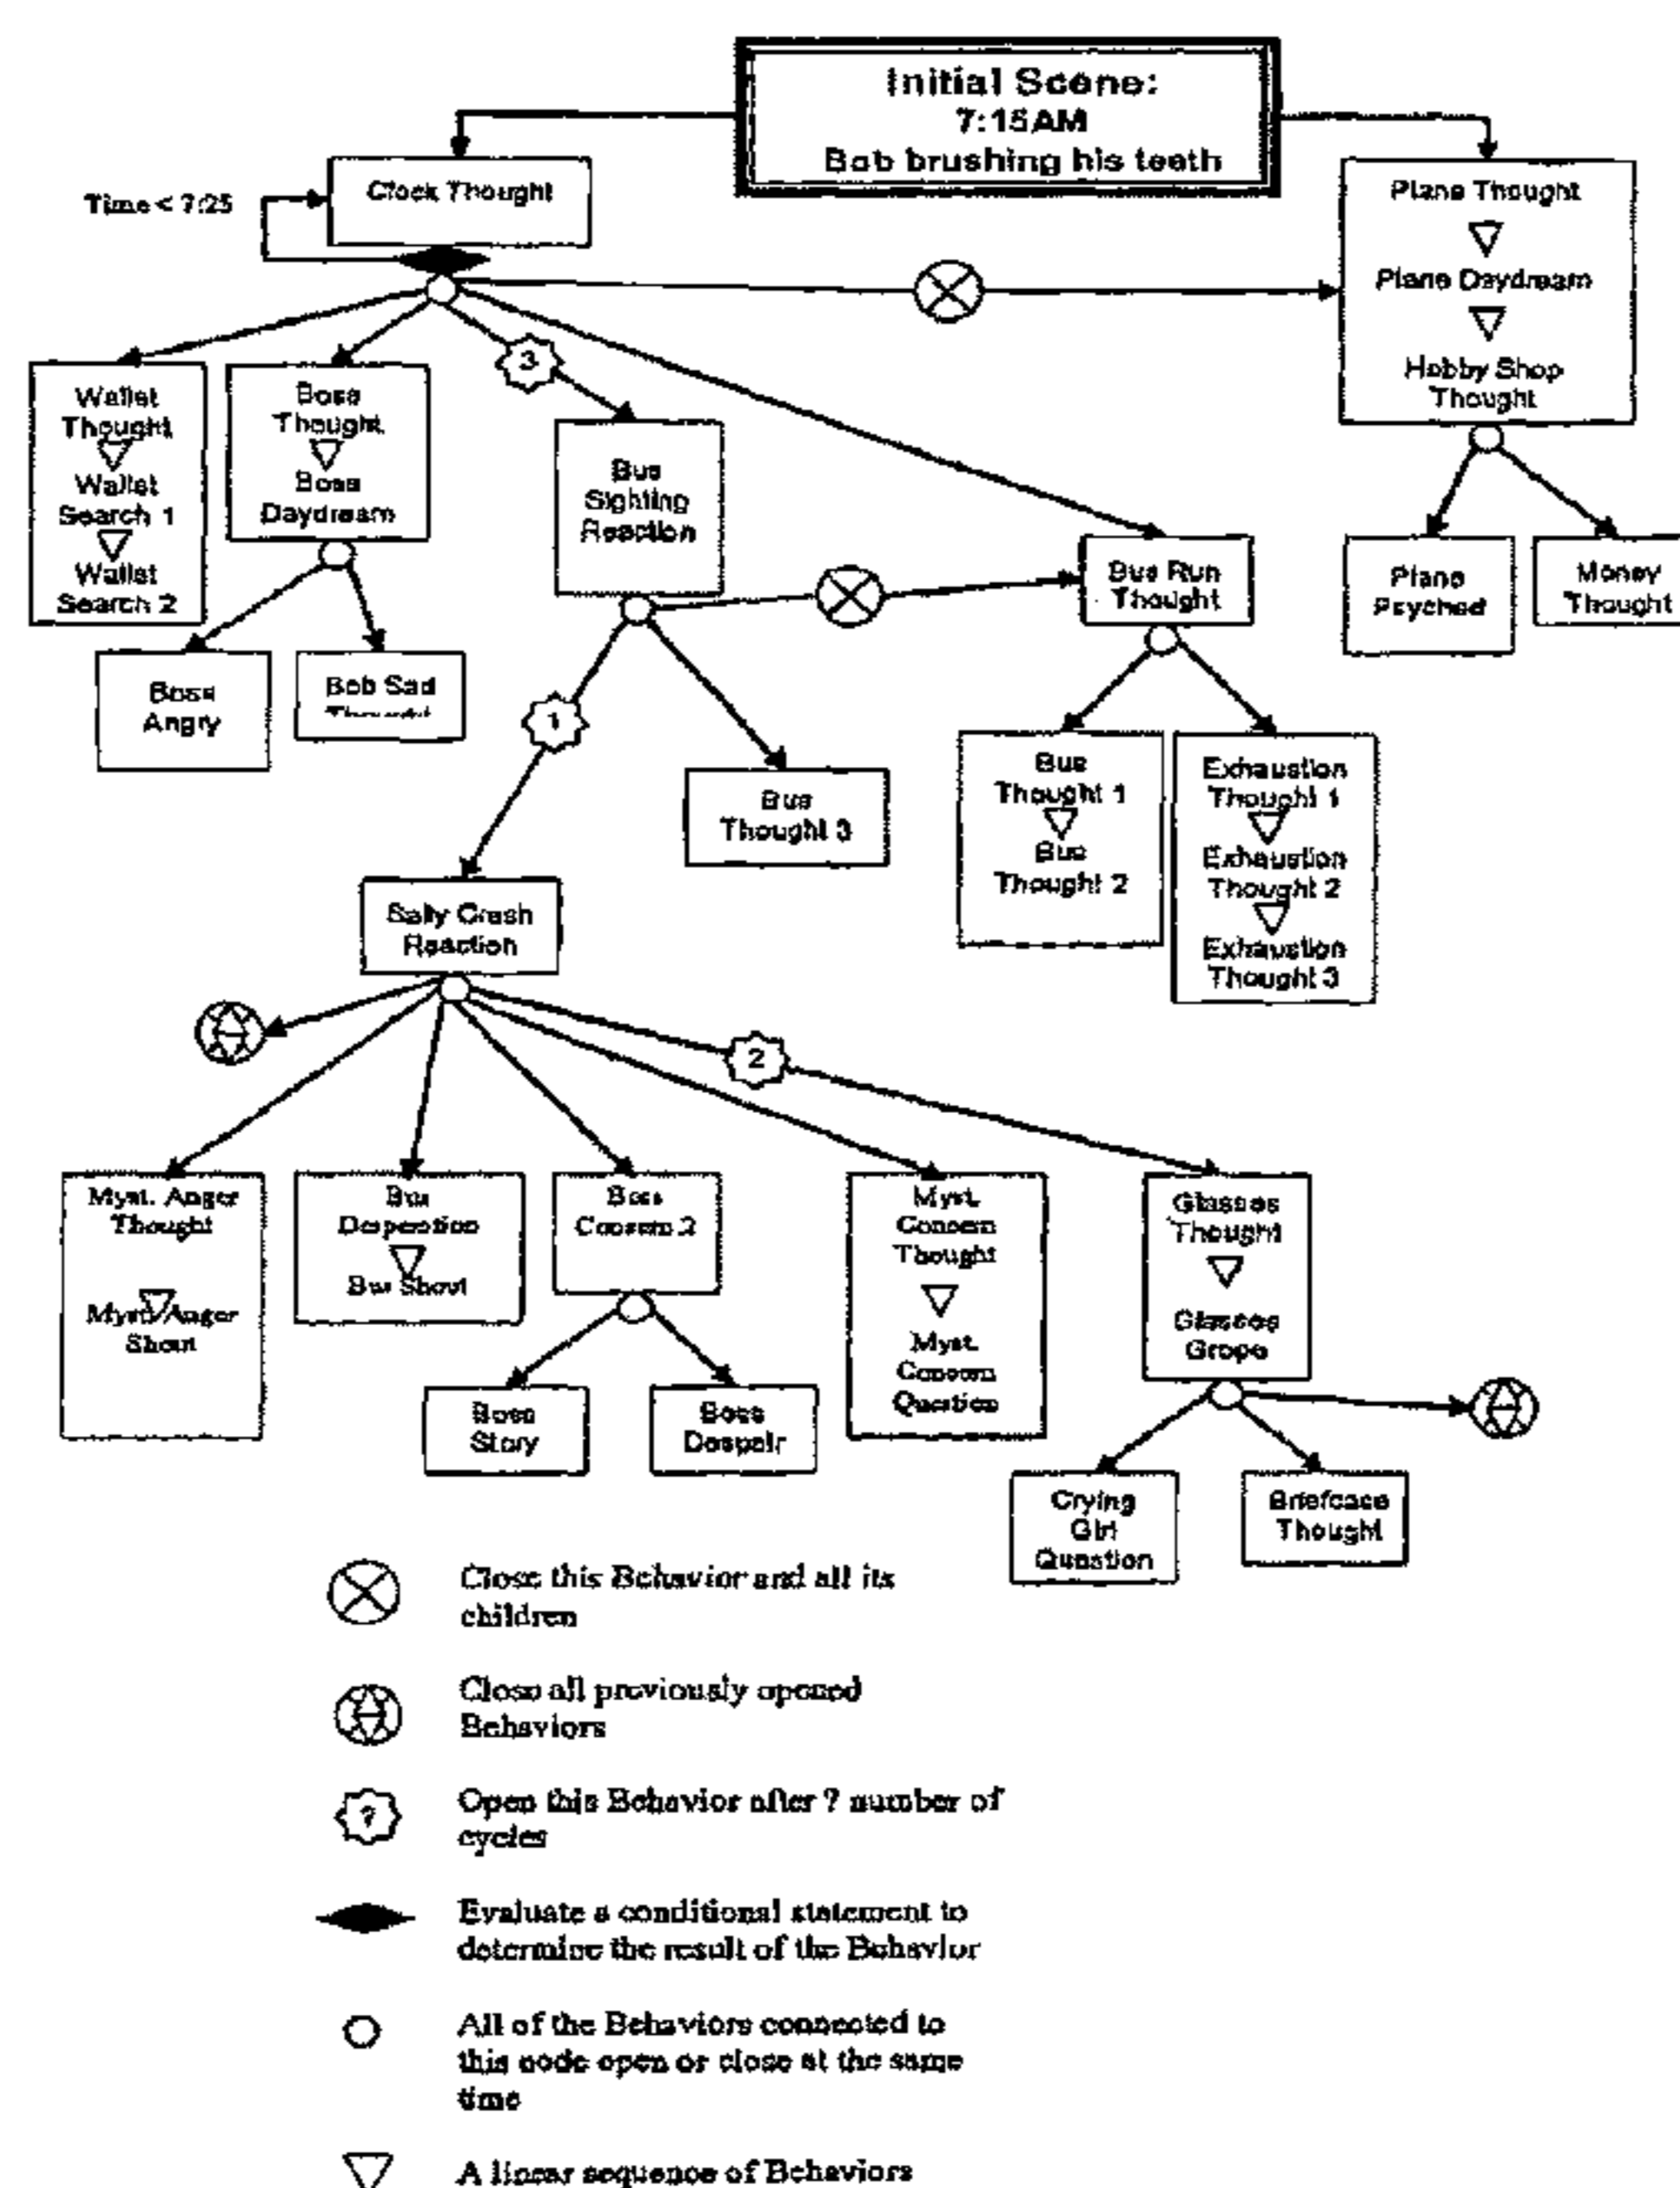 Initial Scene:
7:15AM
Bob brushing his teeth
Clock Thought
Time < 7:25
Plane Thought
Plane Daydream
Hobby Shop
Thought
3
Wallet
Thought
Wallet
Search 1
Wallet
Search 2
Boss
Thought
Boss
Daydream
Bus
Sighting
Reaction
Bus Run
Thought
Plane
Psyched
Money
Thought
Boss
Angry
Bob Sad
1
Bus
Thought 3
Bus
Thought 1
Bus
Thought 2
Exhaustion
Thought 1
Exhaustion
Thought 2
Exhaustion
Thought 3
Sally Crash
Reaction
2
Myst. Anger
Thought
Myst. Anger
Shout
Bus
Desperation
Bus Shout
Boss
Concern 2
Myst.
Concern
Thought
Myst.
Concern
Question
Glasses
Thought
Glasses
Grope
Boss
Story
Boss
Despair
Crying
Girl
Question
Briefcase
Thought
Close this Behavior and all its
children
Close all previously opened
Behaviors
?
Open this Behavior after ? number of
cycles
Evaluate a conditional statement to
determine the result of the Behavior
All of the Behaviors connected to
this node open or close at the same
time
A linear sequence of Behaviors